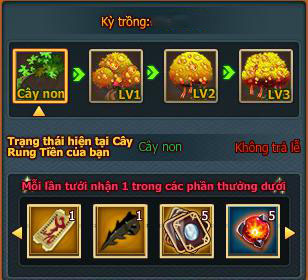 Kỳ trồng:
Cây non LV1 LV2 LV3
Trạng thái hiện tại Cây
Rung Tiền của bạn
Cây non
Không trả lễ
Mỗi lần tưới nhận 1 trong các phần thưởng dưới
1 1 5 5